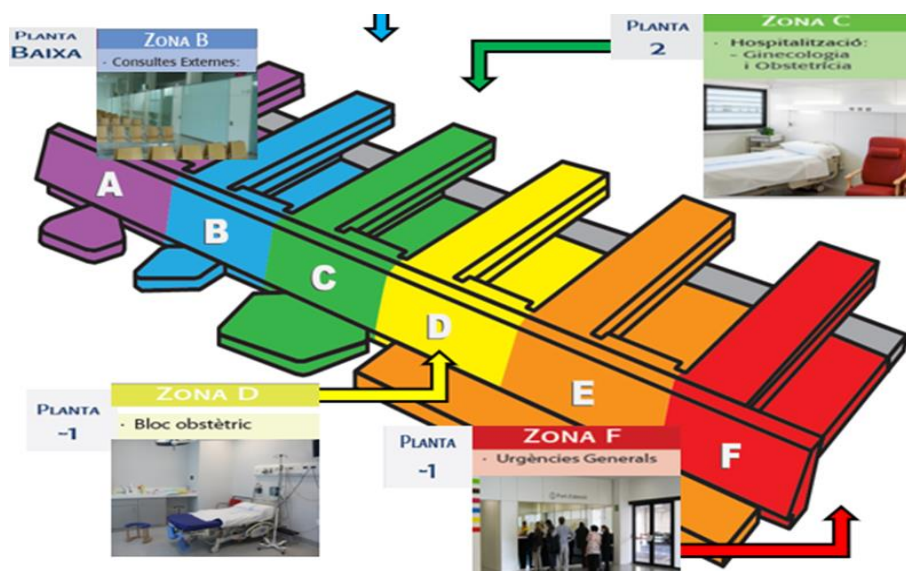 PLANTA
BAIXA
ZONA B
- Consultes Externes:
PLANTA
2
ZONA C
- Hospitalització:
– Ginecologia
i Obstetrícia
A
B
C
D
E
F
PLANTA
-1
ZONA D
- Bloc obstètric
PLANTA
-1
ZONA F
- Urgències Generals